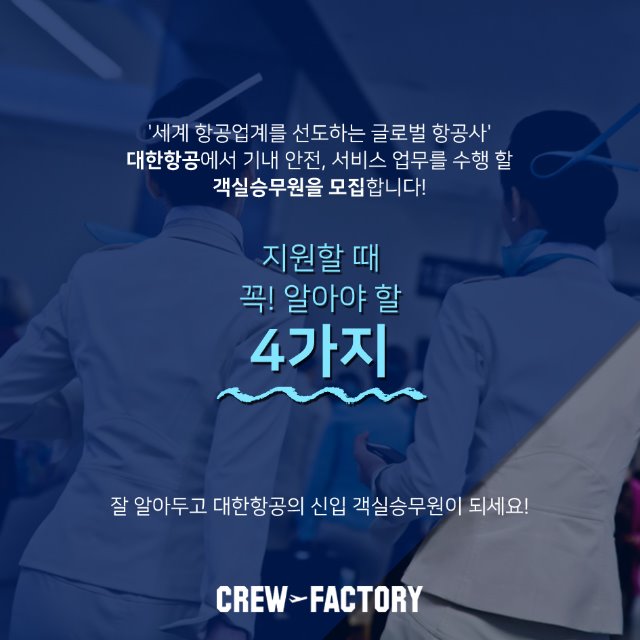 '세계 항공업계를 선도하는 글로벌 항공사'
대한항공에서 기내 안전, 서비스 업무를 수행 할
객실승무원을 모집합니다!
지원할 때
꼭! 알아야 할
4가지
잘 알아두고 대한항공의 신입 객실승무원이 되세요!
CREW FACTORY